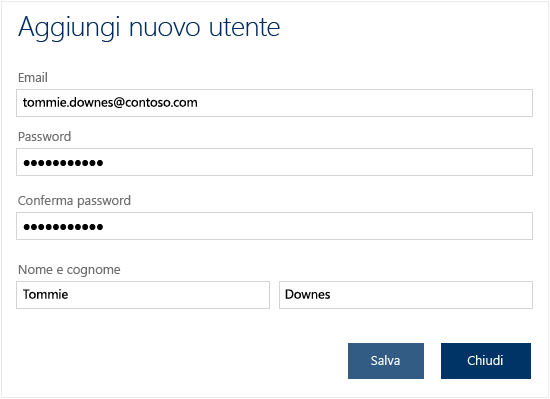 Aggiungi nuovo utente
Email
tommie.downes@contoso.com
Password
●●●●●●●●●●●
Conferma password
●●●●●●●●●●●
Nome e cognome
Tommie Downes
Salva Chiudi